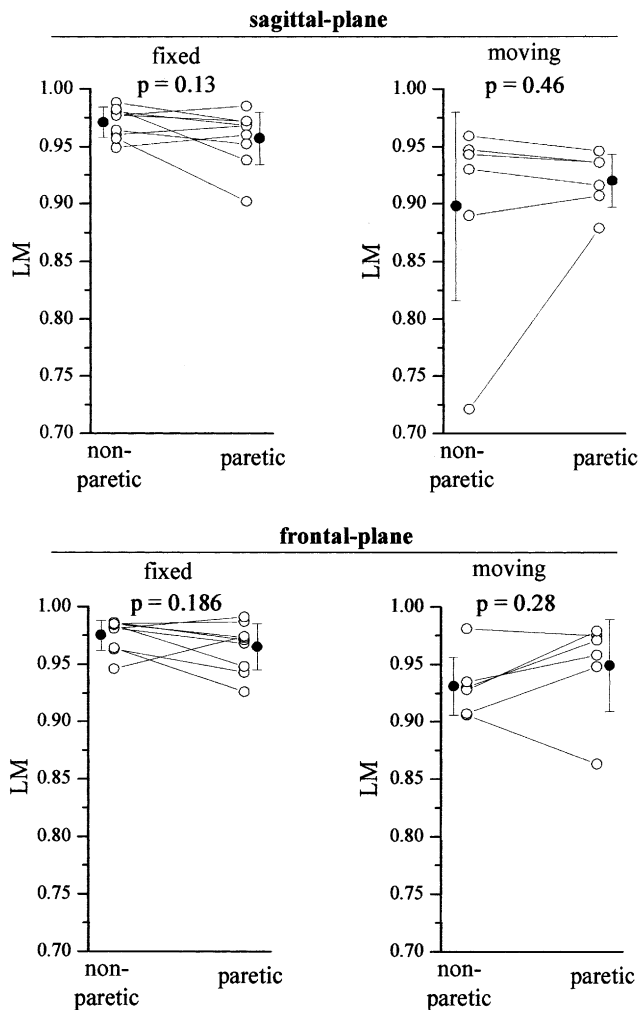 sagittal-plane
fixed
p = 0.13
1.00
0.95
0.90
0.85
0.80
0.75
0.70
LM
non-
paretic
paretic
moving
p = 0.46
1.00
0.95
0.90
0.85
0.80
0.75
0.70
LM
non-
paretic
paretic
frontal-plane
fixed
p = 0.186
1.00
0.95
0.90
0.85
0.80
0.75
0.70
LM
non-
paretic
paretic
moving
p = 0.28
1.00
0.95
0.90
0.85
0.80
0.75
0.70
LM
non-
paretic
paretic